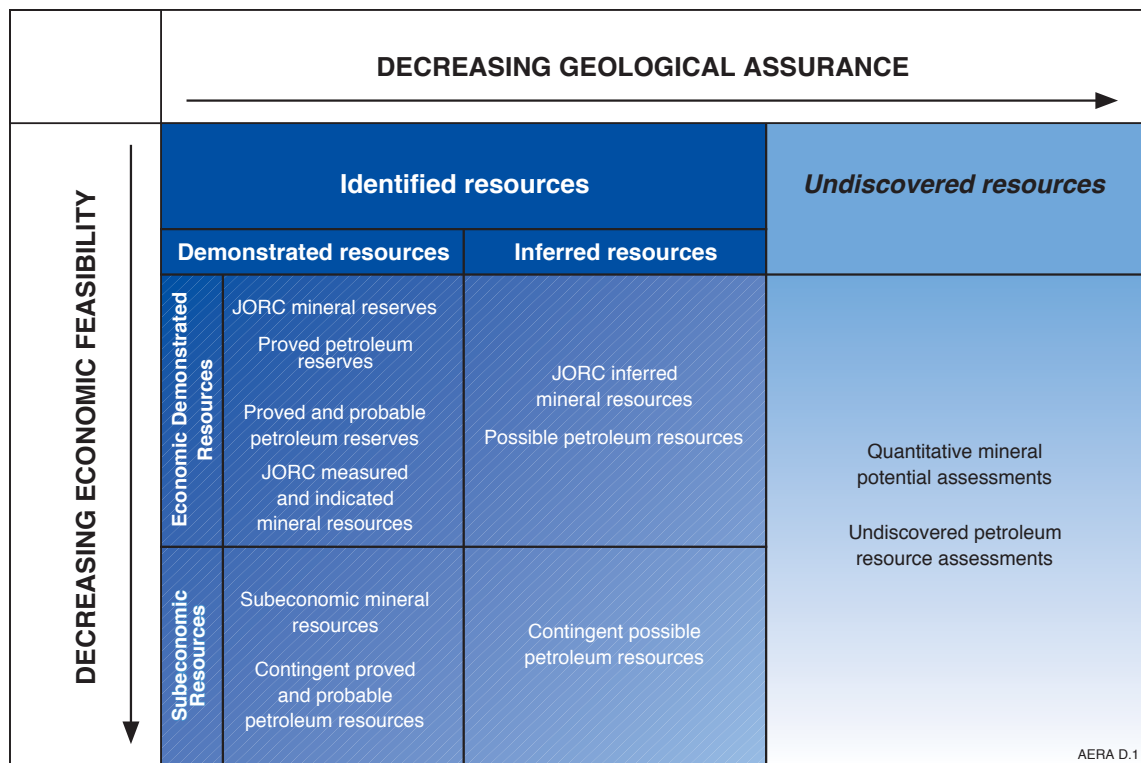 DECREASING GEOLOGICAL ASSURANCE
DECREASING ECONOMIC FEASIBILITY
Identified resources
Undiscovered resources
Demonstrated resources
Inferred resources
Economic Demonstrated
Resources
JORC mineral reserves
Proved petroleum
reserves
Proved and probable
petroleum reserves
JORC measured
and indicated
mineral resources
JORC inferred
mineral resources
Possible petroleum resources
Quantitative mineral
potential assessments
Undiscovered petroleum
resource assessments
Subeconomic
Resources
Subeconomic mineral
resources
Contingent proved
and probable
petroleum resources
Contingent possible
petroleum resources
AERA D.1